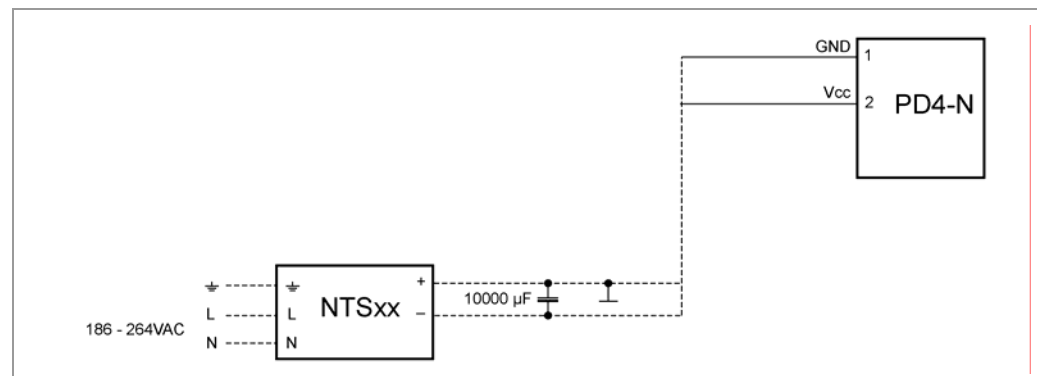 GND
1
Vcc
2
PD4-N
+
10000 µF
–
L
L
NTSxx
186 - 264VAC
N
N